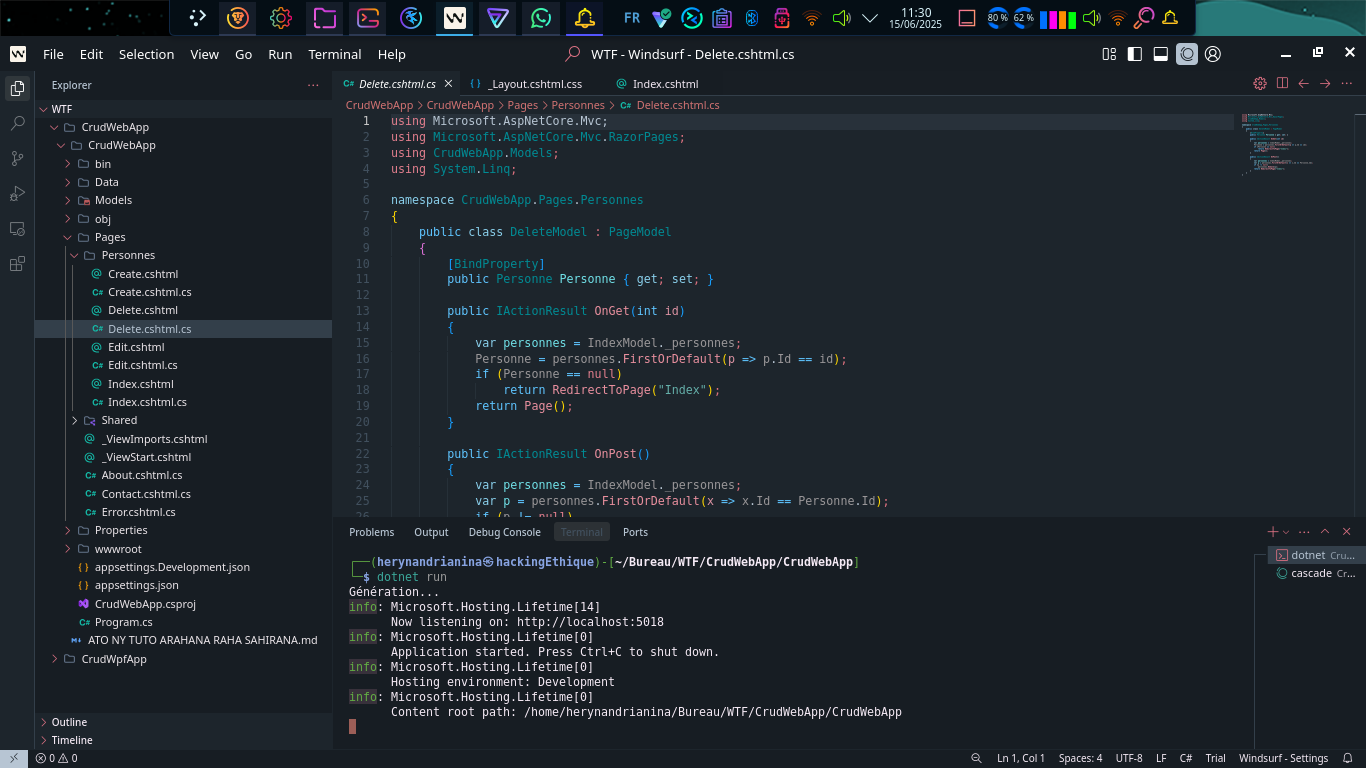 FR
11:30
15/06/2025
80 %
62 %
File Edit Selection View Go Run Terminal Help
WTF - Windsurf - Delete.cshtml.cs
Explorer
WTF
CrudWebApp
CrudWebApp
bin
Data
Models
obj
Pages
Personnes
Create.cshtml
Create.cshtml.cs
Delete.cshtml
Delete.cshtml.cs
Edit.cshtml
Edit.cshtml.cs
Index.cshtml
Index.cshtml.cs
Shared
_ViewImports.cshtml
_ViewStart.cshtml
About.cshtml.cs
Contact.cshtml.cs
Error.cshtml.cs
Properties
wwwroot
appsettings.Development.json
appsettings.json
CrudWebApp.csproj
Program.cs
ATO NY TUTO ARAHANA RAHA SAHIRANA.md
CrudWpfApp
Outline
Timeline
Delete.cshtml.cs _Layout.cshtml.css Index.cshtml
CrudWebApp > CrudWebApp > Pages > Personnes > Delete.cshtml.cs
1 using Microsoft.AspNetCore.Mvc;
2 using Microsoft.AspNetCore.Mvc.RazorPages;
3 using CrudWebApp.Models;
4 using System.Linq;
5
6 namespace CrudWebApp.Pages.Personnes
7 {
8 public class DeleteModel : PageModel
9 {
10 [BindProperty]
11 public Personne Personne { get; set; }
12
13 public IActionResult OnGet(int id)
14 {
15 var personnes = IndexModel._personnes;
16 Personne = personnes.FirstOrDefault(p => p.Id == id);
17 if (Personne == null)
18 return RedirectToPage("Index");
19 return Page();
20 }
21
22 public IActionResult OnPost()
23 {
24 var personnes = IndexModel._personnes;
25 var p = personnes.FirstOrDefault(x => x.Id == Personne.Id);
26 if (p != null)
Problems Output Debug Console Terminal Ports
┌──(herynandrianina㉿hackingEthique)-[~/Bureau/WTF/CrudWebApp/CrudWebApp]
└─$ dotnet run
Génération...
info: Microsoft.Hosting.Lifetime[14]
Now listening on: http://localhost:5018
info: Microsoft.Hosting.Lifetime[0]
Application started. Press Ctrl+C to shut down.
info: Microsoft.Hosting.Lifetime[0]
Hosting environment: Development
info: Microsoft.Hosting.Lifetime[0]
Content root path: /home/herynandrianina/Bureau/WTF/CrudWebApp/CrudWebApp
dotnet Cru...
cascade Cr...
0 0
Ln 1, Col 1 Spaces: 4 UTF-8 LF C# Trial Windsurf - Settings